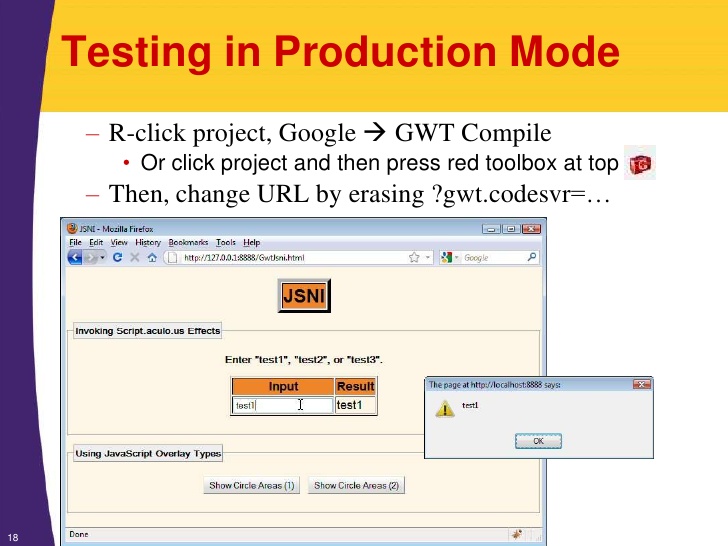 Testing in Production Mode
– R-click project, Google → GWT Compile
• Or click project and then press red toolbox at top
– Then, change URL by erasing ?gwt.codesvr=…
JSNI - Mozilla Firefox
File Edit View History Bookmarks Tools Help
http://127.0.0.1:8888/GwtJsni.html
Google
JSNI
Invoking Script.aculo.us Effects
Enter "test1", "test2", or "test3".
Input Result
test1 test1
The page at http://localhost:8888 says:
test1
OK
Using JavaScript Overlay Types
Show Circle Areas (1) Show Circle Areas (2)
Done
18